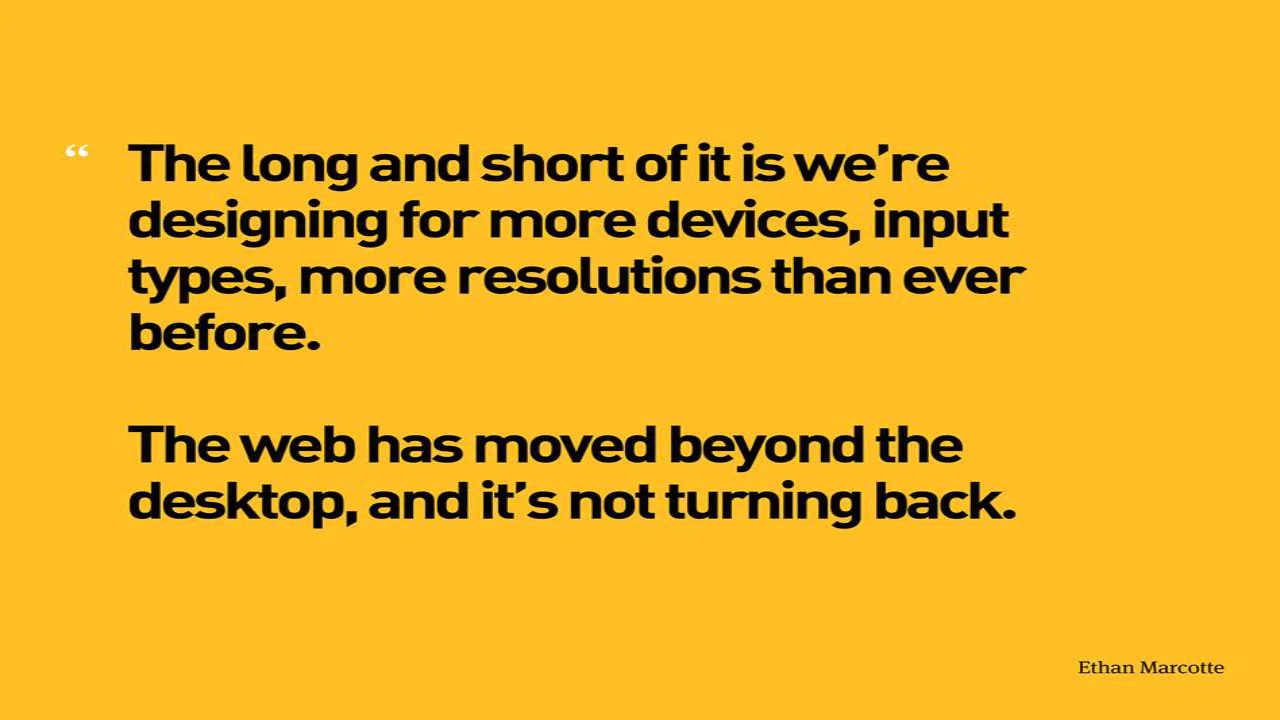 “ The long and short of it is we’re
designing for more devices, input
types, more resolutions than ever
before.
The web has moved beyond the
desktop, and it’s not turning back.
Ethan Marcotte